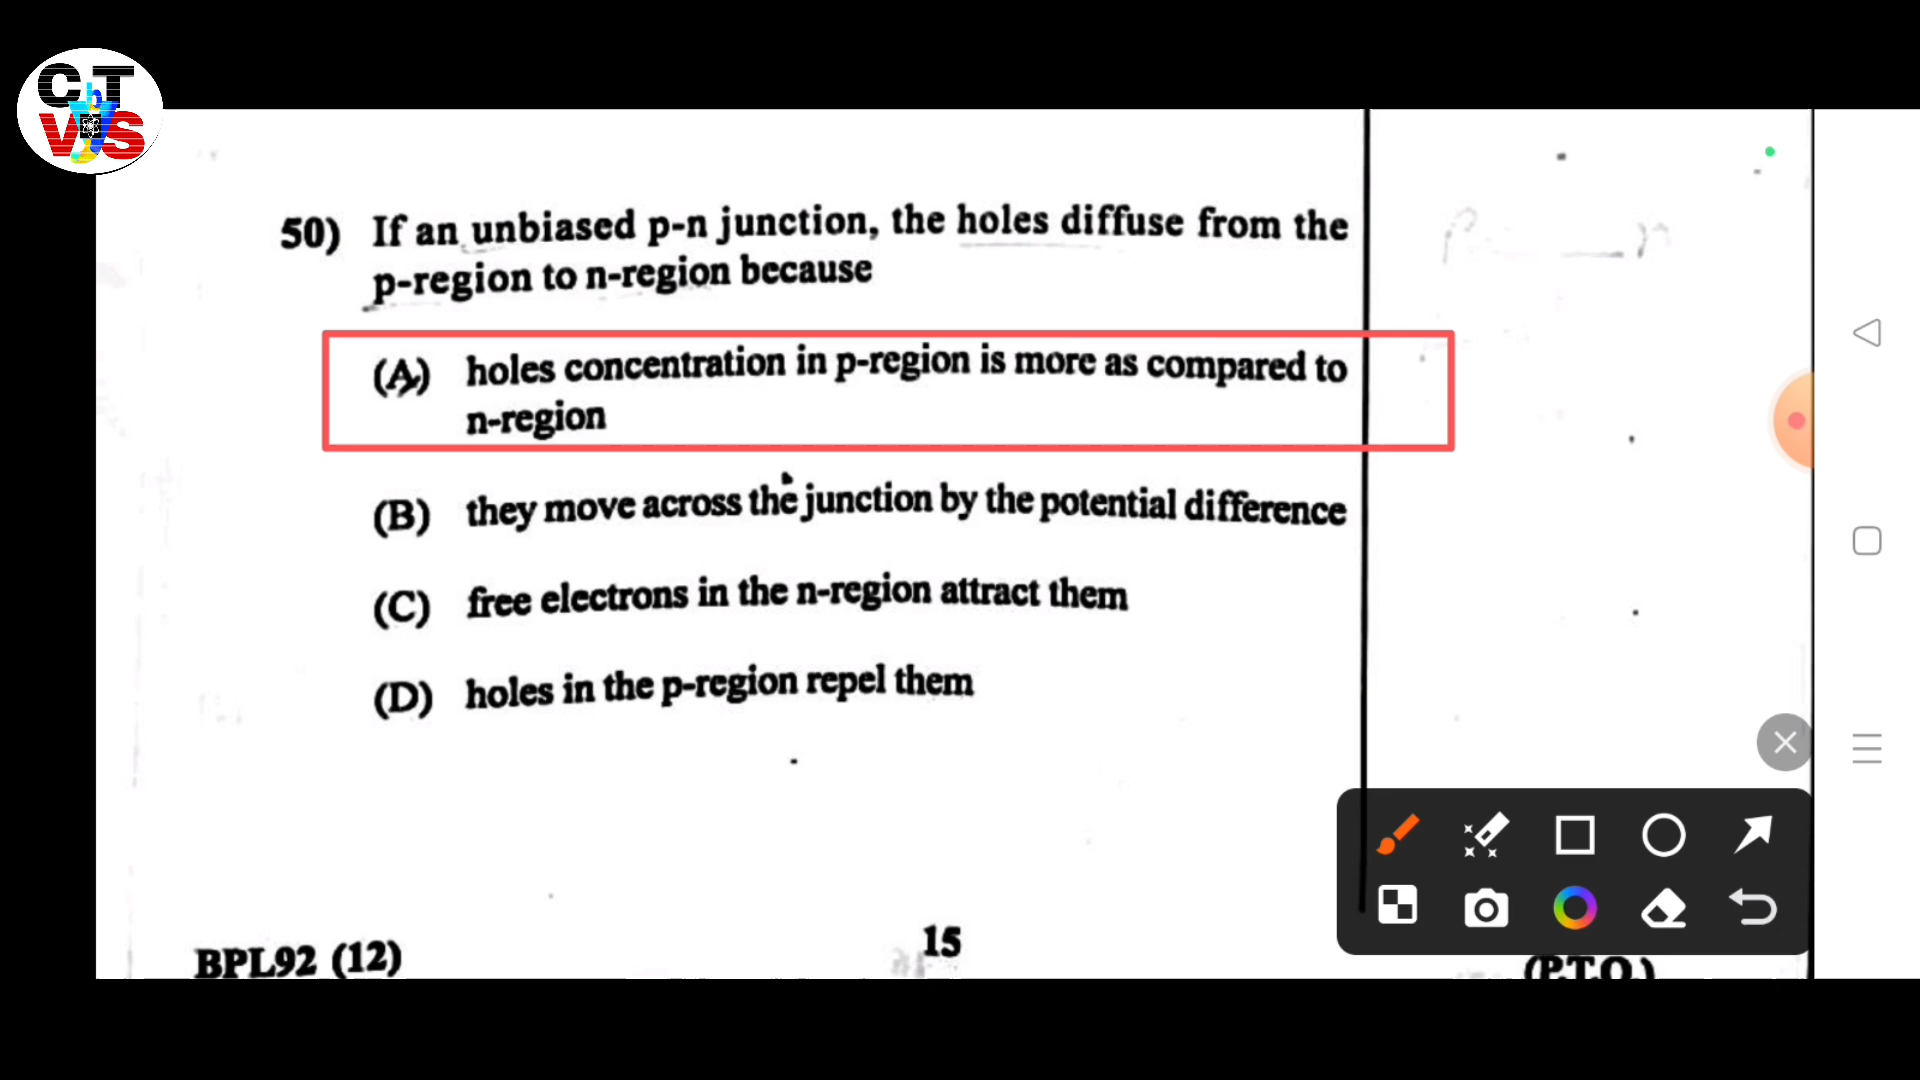 CbT
VJS
50) If an unbiased p-n junction, the holes diffuse from the
p-region to n-region because
(A) holes concentration in p-region is more as compared to
n-region
(B) they move across the junction by the potential difference
(C) free electrons in the n-region attract them
(D) holes in the p-region repel them
BPL92 (12)
15
(P.T.O.)